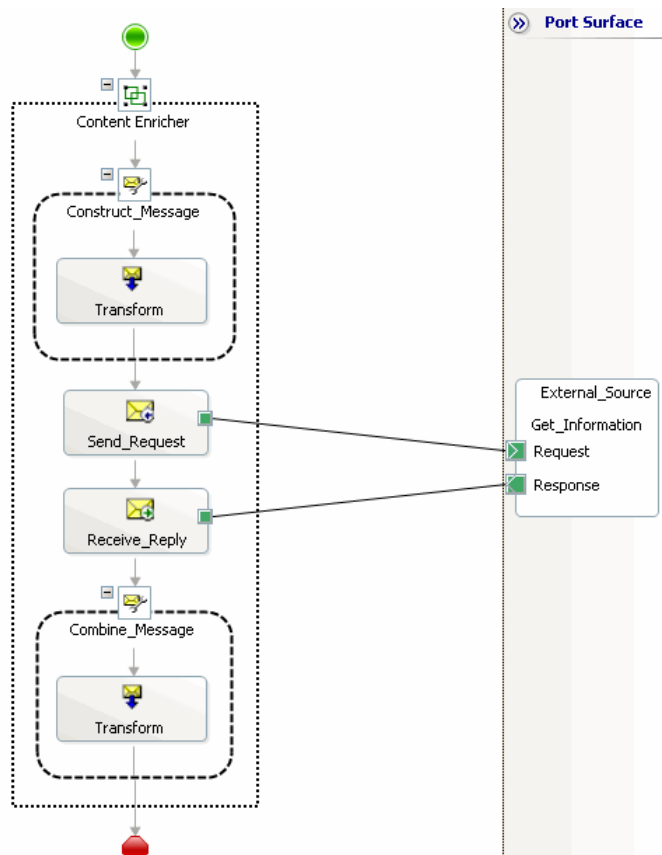 Port Surface
Content Enricher
Construct_Message
Transform
Send_Request
Receive_Reply
Combine_Message
Transform
External_Source
Get_Information
Request
Response